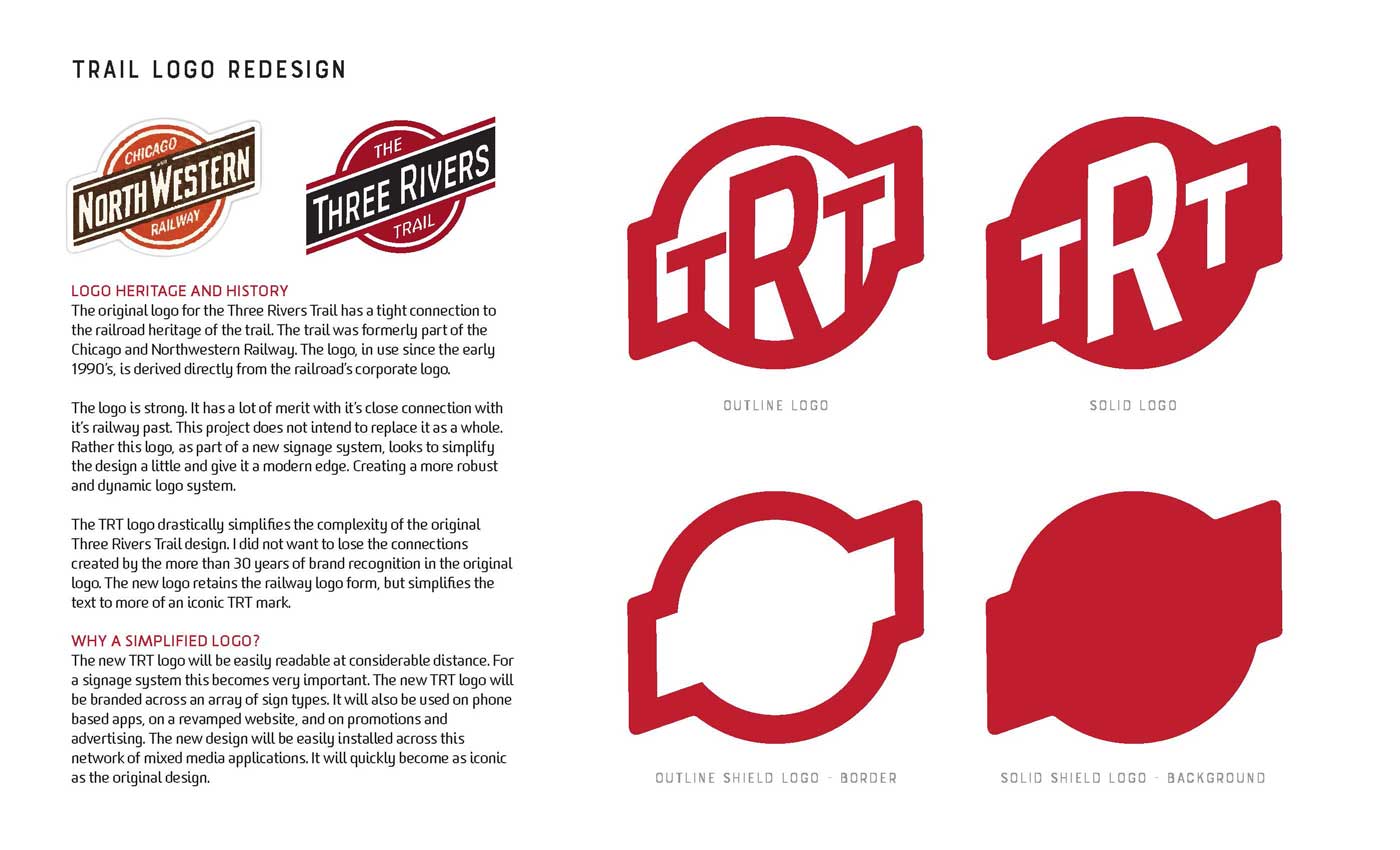 TRAIL LOGO REDESIGN
CHICAGO
AND
NORTHWESTERN
RAILWAY
THE
THREE RIVERS
TRAIL
LOGO HERITAGE AND HISTORY
The original logo for the Three Rivers Trail has a tight connection to
the railroad heritage of the trail. The trail was formerly part of the
Chicago and Northwestern Railway. The logo, in use since the early
1990's, is derived directly from the railroad's corporate logo.
The logo is strong. It has a lot of merit with it's close connection with
it's railway past. This project does not intend to replace it as a whole.
Rather this logo, as part of a new signage system, looks to simplify
the design a little and give it a modern edge. Creating a more robust
and dynamic logo system.
The TRT logo drastically simplifies the complexity of the original
Three Rivers Trail design. I did not want to lose the connections
created by the more than 30 years of brand recognition in the original
logo. The new logo retains the railway logo form, but simplifies the
text to more of an iconic TRT mark.
WHY A SIMPLIFIED LOGO?
The new TRT logo will be easily readable at considerable distance. For
a signage system this becomes very important. The new TRT logo will
be branded across an array of sign types. It will also be used on phone
based apps, on a revamped website, and on promotions and
advertising. The new design will be easily installed across this
network of mixed media applications. It will quickly become as iconic
as the original design.
TRT
OUTLINE LOGO
TRT
SOLID LOGO
OUTLINE SHIELD LOGO - BORDER
SOLID SHIELD LOGO - BACKGROUND